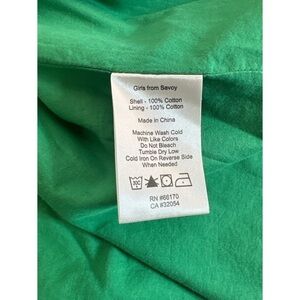 Girls from Savoy
Shell - 100% Cotton
Lining - 100% Cotton
Made in China
Machine Wash Cold
With Like Colors
Do Not Bleach
Tumble Dry Low
Cold Iron On Reverse Side
When Needed
RN #66170
CA #32054